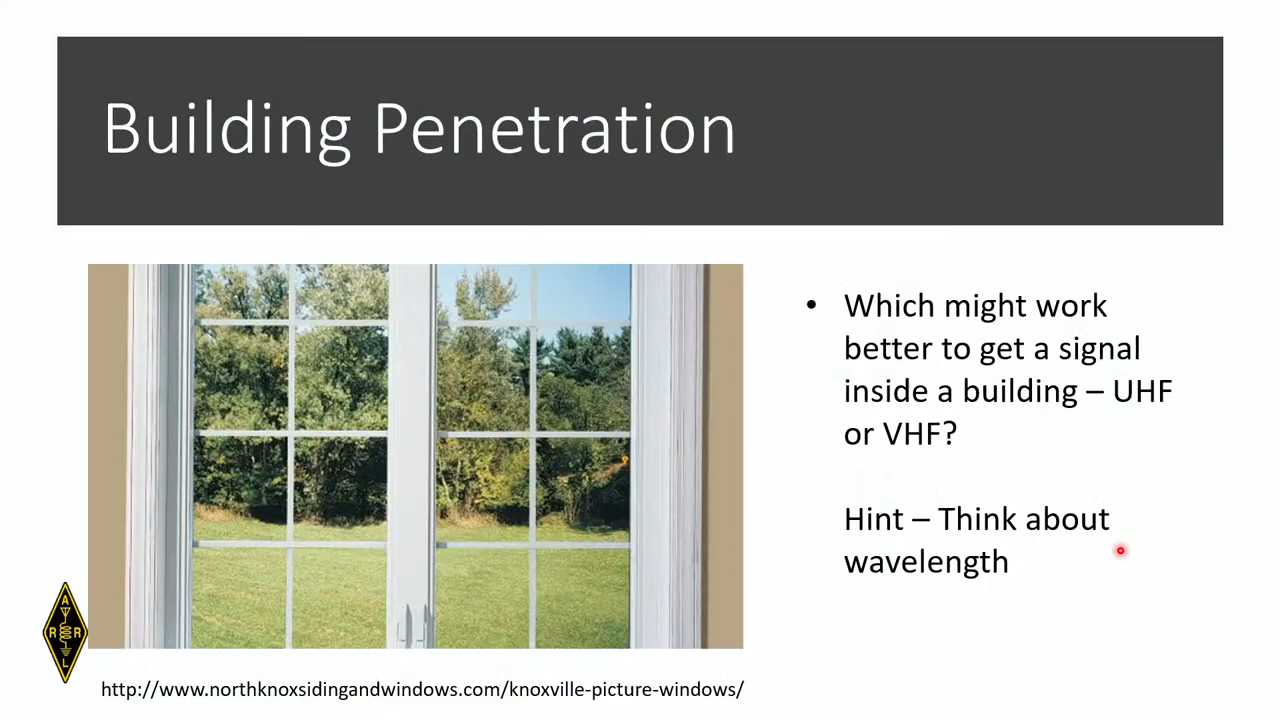 Building Penetration
• Which might work
better to get a signal
inside a building – UHF
or VHF?
Hint – Think about
wavelength
A
R R
L
http://www.northknoxsidingandwindows.com/knoxville-picture-windows/